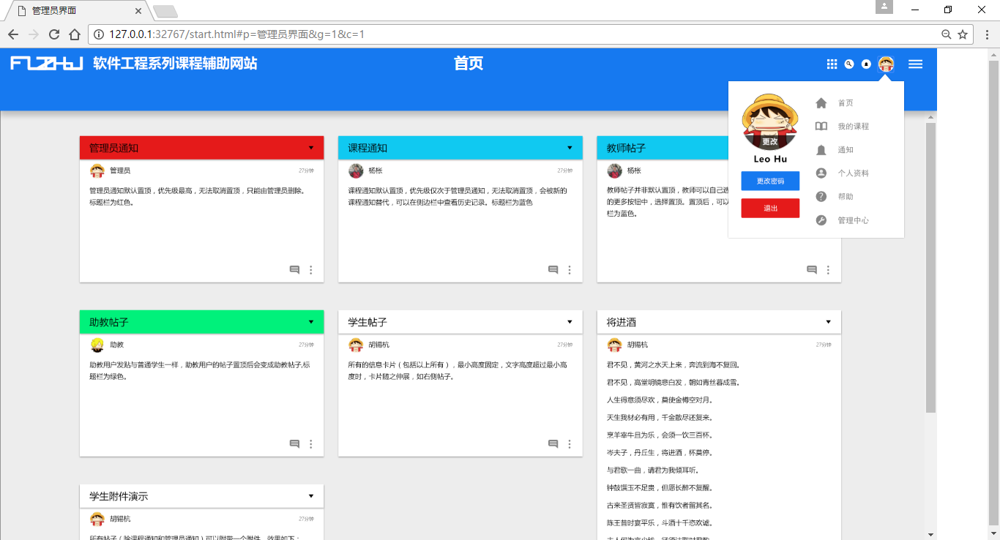 管理员界面
127.0.0.1:32767/start.html#p=管理员界面&g=1&c=1
软件工程系列课程辅助网站
首页
更改
Leo Hu
更改密码
退出
首页
我的课程
通知
个人资料
帮助
管理中心
管理员通知
管理员
27分钟
管理员通知默认置顶，优先级最高，无法取消置顶，只能由管理员删除。
标题栏为红色。
课程通知
杨枨
27分钟
课程通知默认置顶，优先级仅次于管理员通知，无法取消置顶，会被新的
课程通知替代，可以在侧边栏中查看历史记录。标题栏为蓝色
教师帖子
杨枨
教师帖子并非默认置顶，教师可以自己选
的更多按钮中，选择置顶。置顶后，可以
栏为蓝色。
助教帖子
助教
27分钟
助教用户发贴与普通学生一样，助教用户的帖子置顶后会变成助教帖子,标
题栏为绿色。
学生帖子
胡锡杭
27分钟
所有的信息卡片（包括以上所有），最小高度固定，文字高度超过最小高
度时，卡片随之伸展，如右侧帖子。
将进酒
胡锡杭
27分钟
君不见，黄河之水天上来，奔流到海不复回。
君不见，高堂明镜悲白发，朝如青丝暮成雪。
人生得意须尽欢，莫使金樽空对月。
天生我材必有用，千金散尽还复来。
烹羊宰牛且为乐，会须一饮三百杯。
岑夫子，丹丘生，将进酒，杯莫停。
与君歌一曲，请君为我倾耳听。
钟鼓馔玉不足贵，但愿长醉不复醒。
古来圣贤皆寂寞，惟有饮者留其名。
陈王昔时宴平乐，斗酒十千恣欢谑。
主人何为言少钱，径须沽取对君酌。
学生附件演示
胡锡杭
27分钟
所有帖子（除课程通知和管理员通知）可以附带一个附件，效果如下：